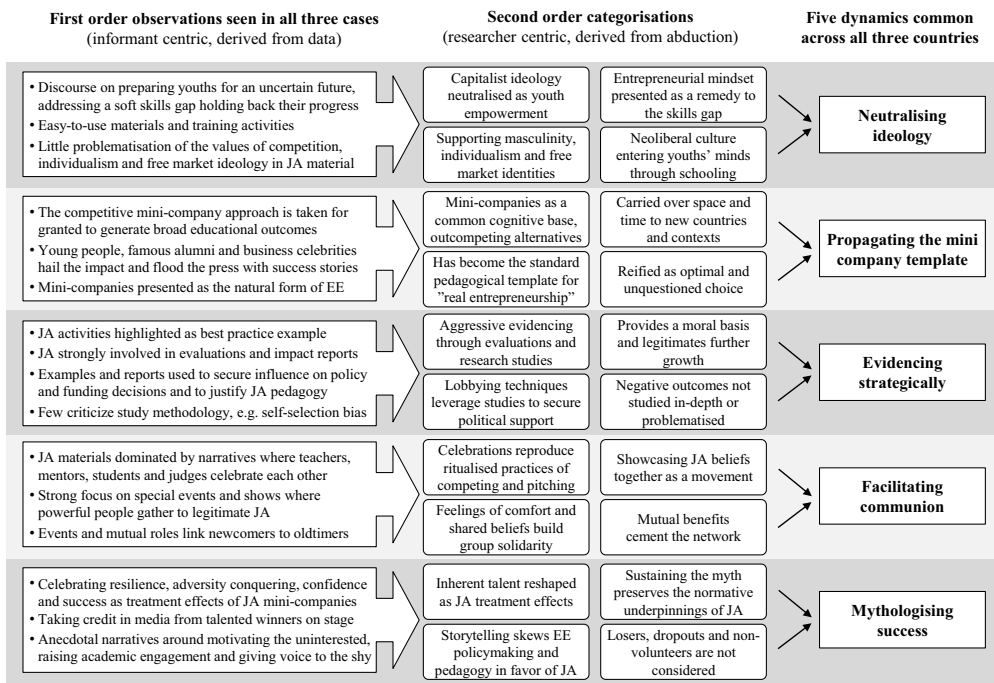 First order observations seen in all three cases
(informant centric, derived from data)
Second order categorisations
(researcher centric, derived from abduction)
Five dynamics common
across all three countries
• Discourse on preparing youths for an uncertain future,
addressing a soft skills gap holding back their progress
• Easy-to-use materials and training activities
• Little problematisation of the values of competition,
individualism and free market ideology in JA material
Capitalist ideology
neutralised as youth
empowerment
Entrepreneurial mindset
presented as a remedy to
the skills gap
Supporting masculinity,
individualism and free
market identities
Neoliberal culture
entering youths’ minds
through schooling
Neutralising
ideology
• The competitive mini-company approach is taken for
granted to generate broad educational outcomes
• Young people, famous alumni and business celebrities
hail the impact and flood the press with success stories
• Mini-companies presented as the natural form of EE
Mini-companies as a
common cognitive base,
outcompeting alternatives
Carried over space and
time to new countries
and contexts
Has become the standard
pedagogical template for
”real entrepreneurship”
Reified as optimal and
unquestioned choice
Propagating the mini
company template
• JA activities highlighted as best practice example
• JA strongly involved in evaluations and impact reports
• Examples and reports used to secure influence on policy
and funding decisions and to justify JA pedagogy
• Few criticize study methodology, e.g. self-selection bias
Aggressive evidencing
through evaluations and
research studies
Provides a moral basis
and legitimates further
growth
Lobbying techniques
leverage studies to secure
political support
Negative outcomes not
studied in-depth or
problematised
Evidencing
strategically
• JA materials dominated by narratives where teachers,
mentors, students and judges celebrate each other
• Strong focus on special events and shows where
powerful people gather to legitimate JA
• Events and mutual roles link newcomers to oldtimers
Celebrations reproduce
ritualised practices of
competing and pitching
Showcasing JA beliefs
together as a movement
Feelings of comfort and
shared beliefs build
group solidarity
Mutual benefits
cement the network
Facilitating
communion
• Celebrating resilience, adversity conquering, confidence
and success as treatment effects of JA mini-companies
• Taking credit in media from talented winners on stage
• Anecdotal narratives around motivating the uninterested,
raising academic engagement and giving voice to the shy
Inherent talent reshaped
as JA treatment effects
Sustaining the myth
preserves the normative
underpinnings of JA
Storytelling skews EE
policymaking and
pedagogy in favor of JA
Losers, dropouts and non-
volunteers are not
considered
Mythologising
success